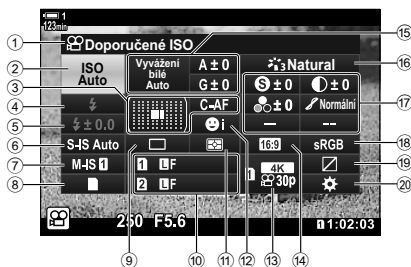 1
123min
① Doporučené ISO ⑮
② ISO Auto Vyvážení bílé Auto A ± 0 G ± 0 3 Natural ⑯
③ C-AF S ± 0 ± 0 ⑰
④ ± 0 Normální
⑤ ± 0.0 i — --
⑥ S-IS Auto 16:9 sRGB ⑱
⑦ M-IS 1 1 LF 1 4K 30p ⑲
⑧ 2 LF ⑳
250 F5.6 1 1:02:03
⑨ ⑩ ⑪ ⑫ ⑬ ⑭